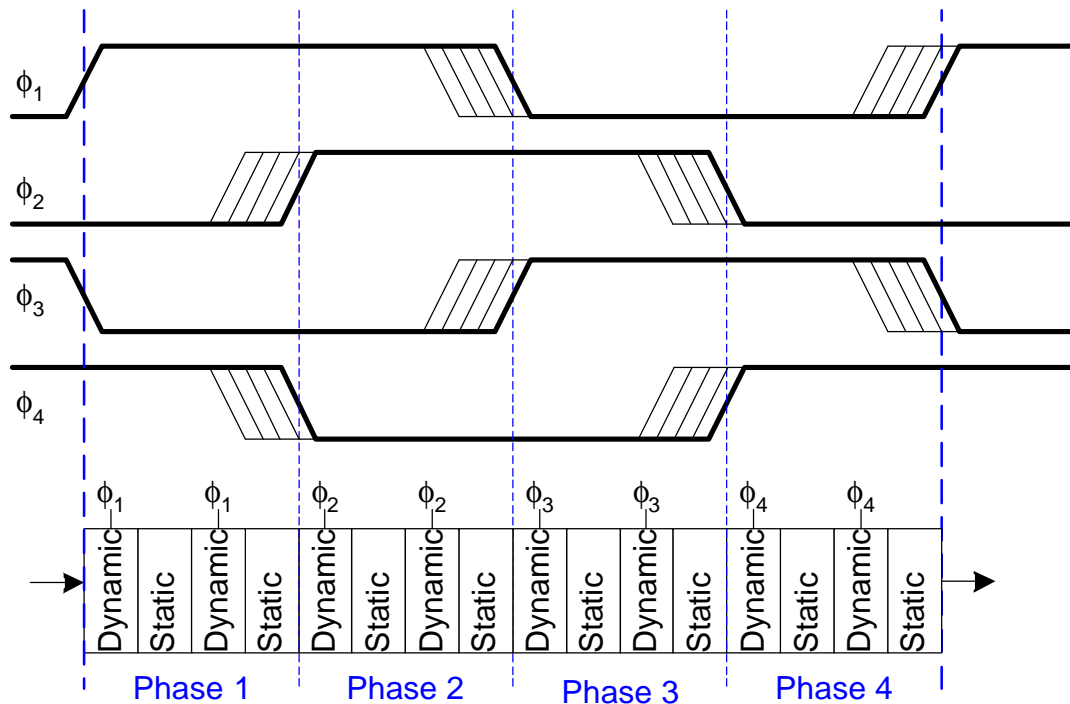 ϕ1
ϕ2
ϕ3
ϕ4
ϕ1 ϕ1 ϕ2 ϕ2 ϕ3 ϕ3 ϕ4 ϕ4
Dynamic Static Dynamic Static Dynamic Static Dynamic Static Dynamic Static Dynamic Static Dynamic Static Dynamic Static
Phase 1 Phase 2 Phase 3 Phase 4